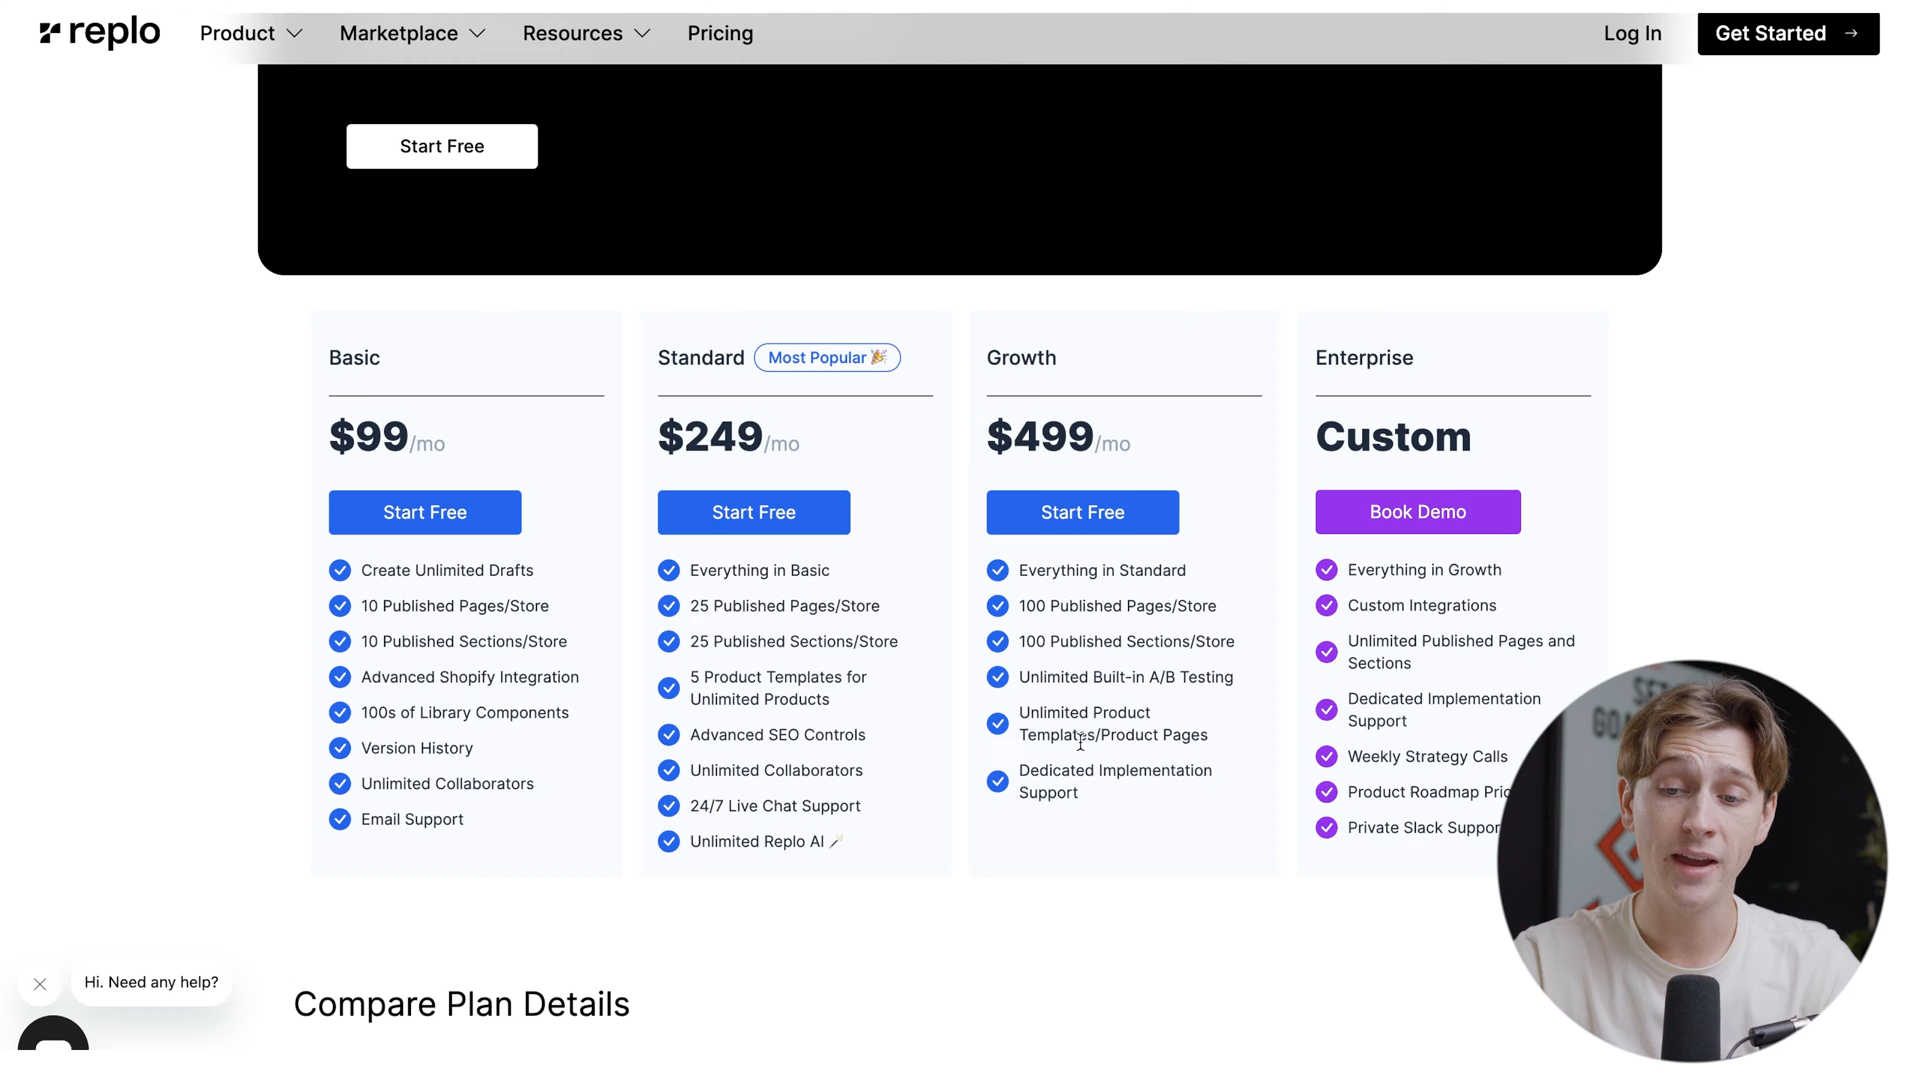 replo
Product
Marketplace
Resources
Pricing
Log In
Get Started →
Start Free
Basic
$99/mo
Start Free
Create Unlimited Drafts
10 Published Pages/Store
10 Published Sections/Store
Advanced Shopify Integration
100s of Library Components
Version History
Unlimited Collaborators
Email Support
Standard
Most Popular 🎉
$249/mo
Start Free
Everything in Basic
25 Published Pages/Store
25 Published Sections/Store
5 Product Templates for
Unlimited Products
Advanced SEO Controls
Unlimited Collaborators
24/7 Live Chat Support
Unlimited Replo AI
Growth
$499/mo
Start Free
Everything in Standard
100 Published Pages/Store
100 Published Sections/Store
Unlimited Built-in A/B Testing
Unlimited Product
Templates/Product Pages
Dedicated Implementation
Support
Enterprise
Custom
Book Demo
Everything in Growth
Custom Integrations
Unlimited Published Pages and
Sections
Dedicated Implementation
Support
Weekly Strategy Calls
Product Roadmap
Private Slack
Hi. Need any help?
Compare Plan Details